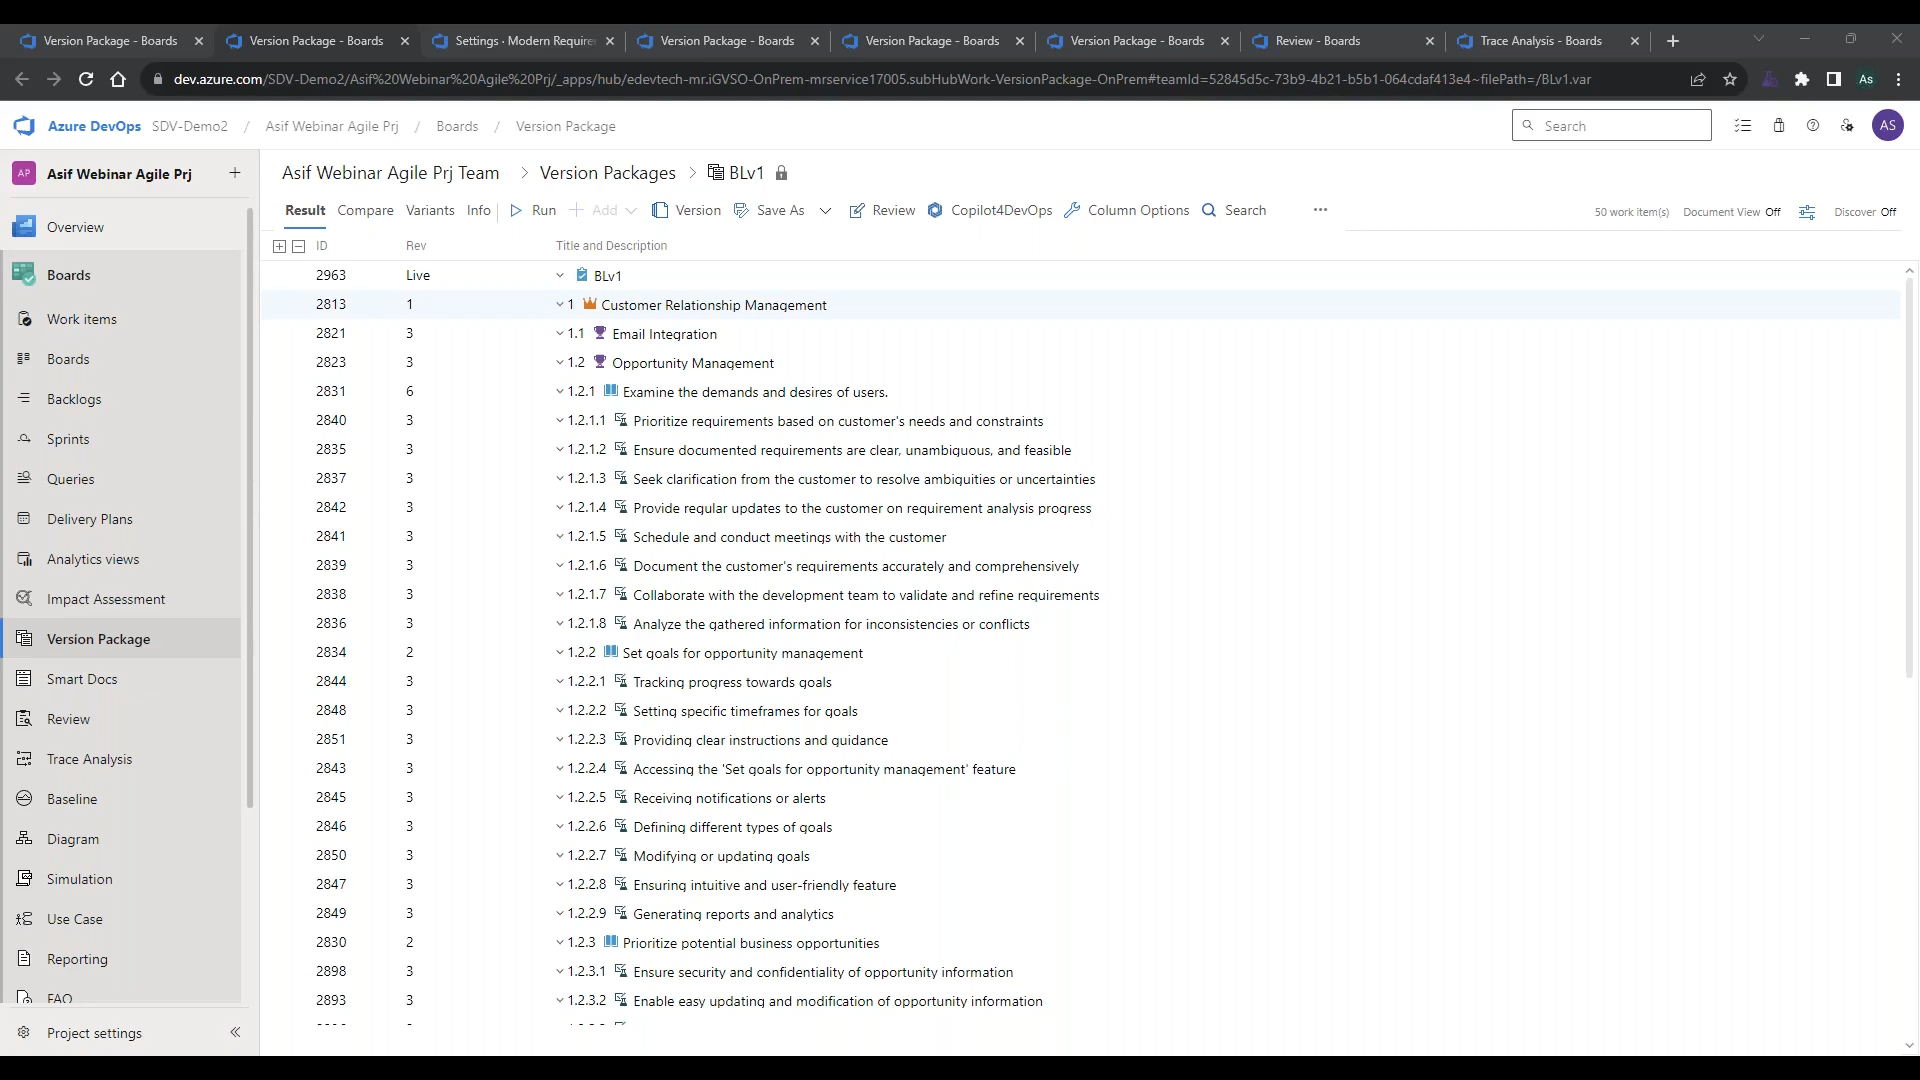 Version Package - Boards
Version Package - Boards
Settings · Modern Require
Version Package - Boards
Version Package - Boards
Version Package - Boards
Review - Boards
Trace Analysis - Boards
dev.azure.com/SDV-Demo2/Asif%20Webinar%20Agile%20Prj/_apps/hub/edevtech-mr.iGVSO-OnPrem-mrservice17005.subHubWork-VersionPackage-OnPrem#teamId=52845d5c-73b9-4b21-b5b1-064cdaf413e4~filePath=/BLv1.var
As
Azure DevOps SDV-Demo2 / Asif Webinar Agile Prj / Boards / Version Package
Search
AS
AP Asif Webinar Agile Prj
Overview
Boards
Work items
Boards
Backlogs
Sprints
Queries
Delivery Plans
Analytics views
Impact Assessment
Version Package
Smart Docs
Review
Trace Analysis
Baseline
Diagram
Simulation
Use Case
Reporting
FAQ
Project settings
Asif Webinar Agile Prj Team > Version Packages > BLv1
Result Compare Variants Info Run Add Version Save As Review Copilot4DevOps Column Options Search ...
50 work item(s) Document View Off Discover Off
ID Rev Title and Description
2963 Live BLv1
2813 1 1 Customer Relationship Management
2821 3 1.1 Email Integration
2823 3 1.2 Opportunity Management
2831 6 1.2.1 Examine the demands and desires of users.
2840 3 1.2.1.1 Prioritize requirements based on customer's needs and constraints
2835 3 1.2.1.2 Ensure documented requirements are clear, unambiguous, and feasible
2837 3 1.2.1.3 Seek clarification from the customer to resolve ambiguities or uncertainties
2842 3 1.2.1.4 Provide regular updates to the customer on requirement analysis progress
2841 3 1.2.1.5 Schedule and conduct meetings with the customer
2839 3 1.2.1.6 Document the customer's requirements accurately and comprehensively
2838 3 1.2.1.7 Collaborate with the development team to validate and refine requirements
2836 3 1.2.1.8 Analyze the gathered information for inconsistencies or conflicts
2834 2 1.2.2 Set goals for opportunity management
2844 3 1.2.2.1 Tracking progress towards goals
2848 3 1.2.2.2 Setting specific timeframes for goals
2851 3 1.2.2.3 Providing clear instructions and guidance
2843 3 1.2.2.4 Accessing the 'Set goals for opportunity management' feature
2845 3 1.2.2.5 Receiving notifications or alerts
2846 3 1.2.2.6 Defining different types of goals
2850 3 1.2.2.7 Modifying or updating goals
2847 3 1.2.2.8 Ensuring intuitive and user-friendly feature
2849 3 1.2.2.9 Generating reports and analytics
2830 2 1.2.3 Prioritize potential business opportunities
2898 3 1.2.3.1 Ensure security and confidentiality of opportunity information
2893 3 1.2.3.2 Enable easy updating and modification of opportunity information